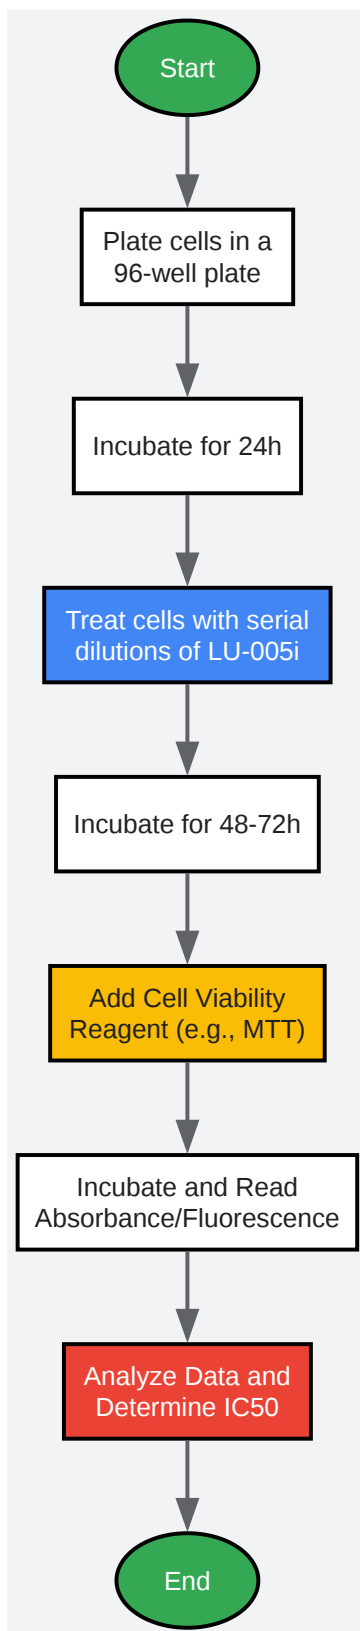 Start
Plate cells in a
96-well plate
Incubate for 24h
Treat cells with serial
dilutions of LU-005i
Incubate for 48-72h
Add Cell Viability
Reagent (e.g., MTT)
Incubate and Read
Absorbance/Fluorescence
Analyze Data and
Determine IC50
End